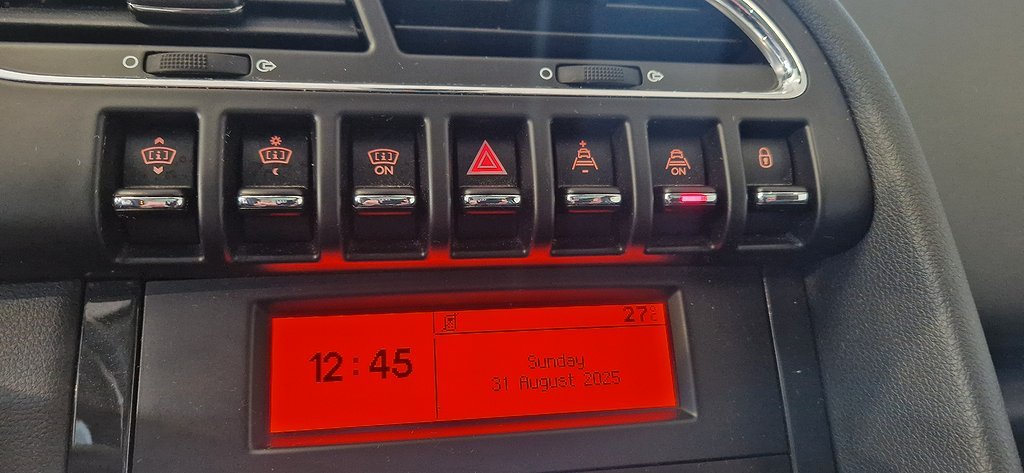 i
i
i
ON
+
-
ON
27°C
12:45
Sunday
31 August 2025